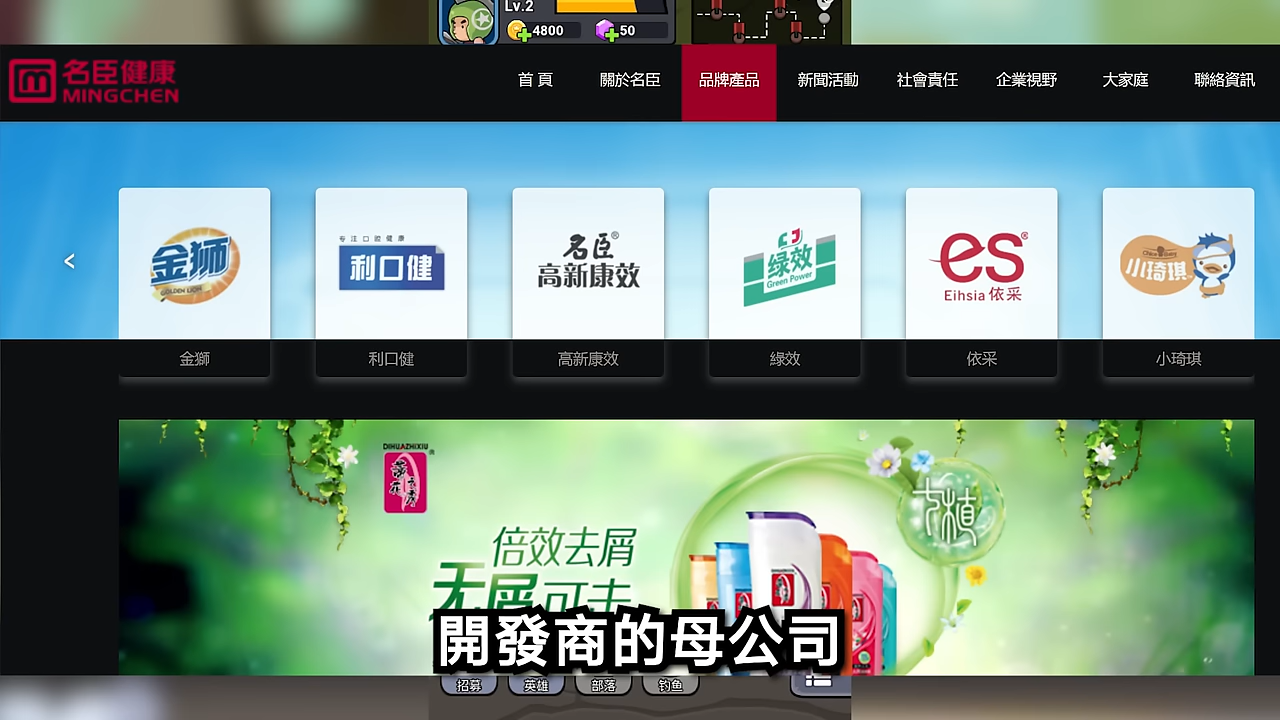 Lv.2
4800
50
名臣健康
MINGCHEN
首頁
關於名臣
品牌產品
新聞活動
社會責任
企業視野
大家庭
聯絡資訊
金狮
GOLDEN LION
专注口腔健康
利口健
名臣®
高新康效
绿效
Green Power
es®
Eihsia 依采
小琦琪
金獅
利口健
高新康效
綠效
依采
小琦琪
DIHUAZHIXIU
七植
倍效去屑
无屑可去
開發商的母公司
招募
英雄
部落
钓鱼